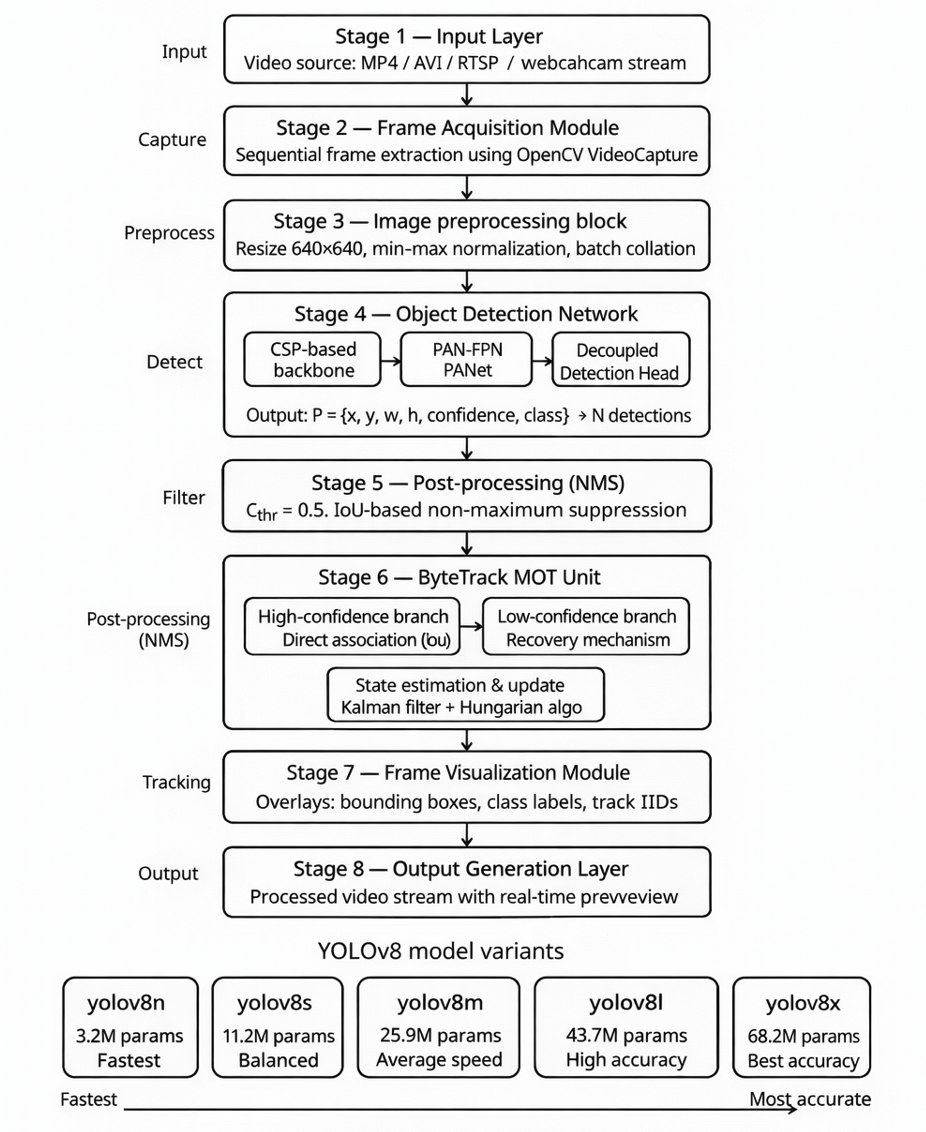 Input
Stage 1 — Input Layer
Video source: MP4 / AVI / RTSP / webcahcam stream
Capture
Stage 2 — Frame Acquisition Module
Sequential frame extraction using OpenCV VideoCapture
Preprocess
Stage 3 — Image preprocessing block
Resize 640×640, min-max normalization, batch collation
Detect
Stage 4 — Object Detection Network
CSP-based
backbone
PAN-FPN
PANet
Decoupled
Detection Head
Output: P = {x, y, w, h, confidence, class} → N detections
Filter
Stage 5 — Post-processing (NMS)
Cthr = 0.5. IoU-based non-maximum suppresssion
Post-processing
(NMS)
Stage 6 — ByteTrack MOT Unit
High-confidence branch
Direct association
Low-confidence branch
Recovery mechanism
State estimation & update
Kalman filter + Hungarian algo
Tracking
Stage 7 — Frame Visualization Module
Overlays: bounding boxes, class labels, track IIDs
Output
Stage 8 — Output Generation Layer
Processed video stream with real-time prevveview
YOLOv8 model variants
yolov8n
3.2M params
Fastest
yolov8s
11.2M params
Balanced
yolov8m
25.9M params
Average speed
yolov8l
43.7M params
High accuracy
yolov8x
68.2M params
Best accuracy
Fastest
Most accurate